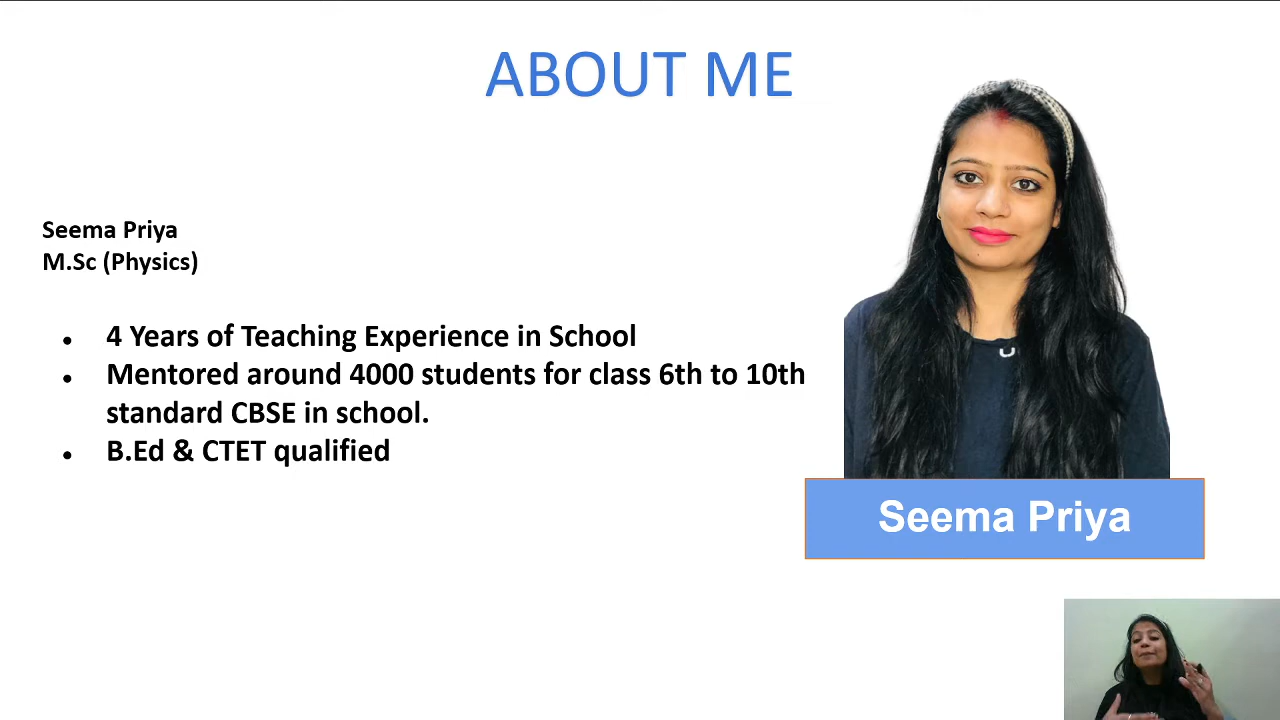 ABOUT ME
Seema Priya
M.Sc (Physics)
● 4 Years of Teaching Experience in School
● Mentored around 4000 students for class 6th to 10th
standard CBSE in school.
● B.Ed & CTET qualified
Seema Priya